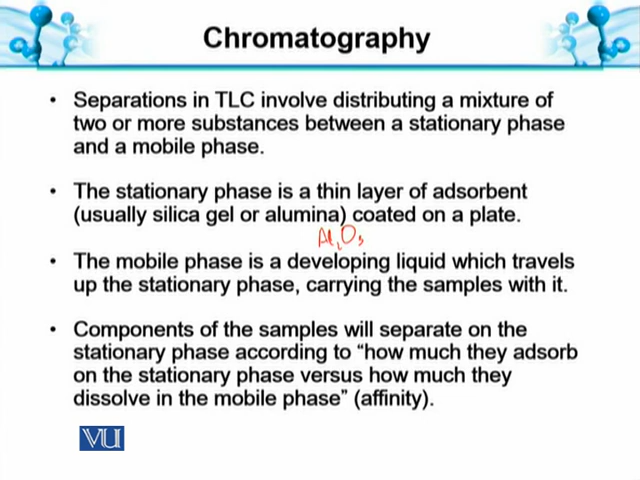 Chromatography
• Separations in TLC involve distributing a mixture of
two or more substances between a stationary phase
and a mobile phase.
• The stationary phase is a thin layer of adsorbent
(usually silica gel or alumina) coated on a plate.
Al2O3
• The mobile phase is a developing liquid which travels
up the stationary phase, carrying the samples with it.
• Components of the samples will separate on the
stationary phase according to “how much they adsorb
on the stationary phase versus how much they
dissolve in the mobile phase” (affinity).
VU